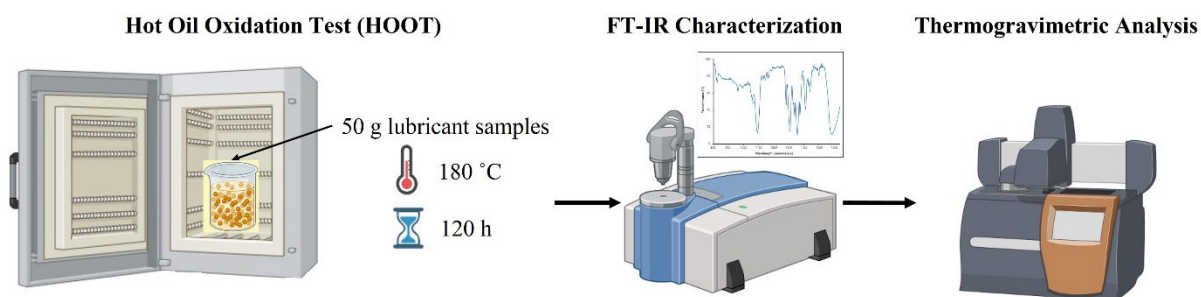 Hot Oil Oxidation Test (HOOT)
FT-IR Characterization
Thermogravimetric Analysis
50 g lubricant samples
180 ˚C
120 h